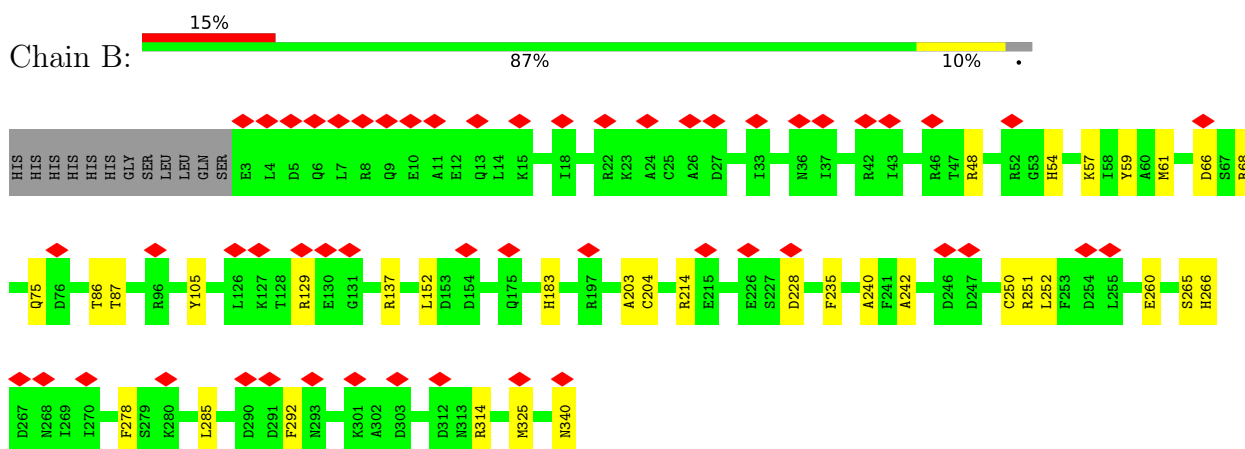 15%
Chain B:
87% 10% •
HIS HIS HIS HIS HIS HIS GLY SER LEU LEU GLN SER E3 L4 D5 Q6 L7 R8 Q9 E10 A11 E12 Q13 L14 K15 I18 R22 K23 A24 C25 A26 D27 I33 N36 I37 R42 I43 R46 T47 R48 R52 G53 H54 K57 I58 Y59 A60 M61 D66 S67 R68
Q75 D76 T86 T87 R96 Y105 L126 K127 T128 R129 E130 G131 R137 L152 D153 D154 Q175 H183 R197 A203 C204 R214 E215 E226 S227 D228 F235 A240 F241 A242 D246 D247 C250 R251 L252 F253 D254 L255 E260 S265 H266
D267 N268 I269 I270 F278 S279 K280 L285 D290 D291 F292 N293 K301 A302 D303 D312 N313 R314 M325 N340